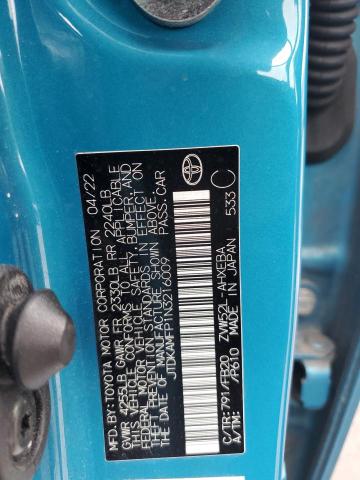 MFD.BY:TOYOTA MOTOR CORPORATION 04/22
GVWR 4255LB GAWR FR 2330LB RR 2240LB
THIS VEHICLE CONFORMS TO ALL APPLICABLE
FEDERAL MOTOR VEHICLE SAFETY, BUMPER, AND
THEFT PREVENTION STANDARDS IN EFFECT ON
THE DATE OF MANUFACTURE SHOWN ABOVE.
JTDKAMFP1N3216009 PASS.CAR
C/TR:791/FB20 ZVW52L-AHXEBA
A/TM: /P610 MADE IN JAPAN 533 C